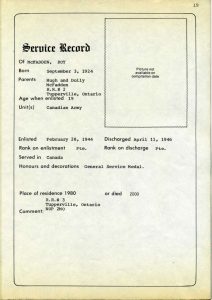 19
Service Record
Of McFADDEN, ROY
Born September 3, 1924
Parents Hugh and Dolly
McFadden
R.R.# 2
Tupperville, Ontario
Age when enlisted 19
Unit(s) Canadian Army
Picture not
available at
compilation date
Enlisted February 26, 1944 Discharged April 11, 1946
Rank on enlistment Pte. Rank on discharge Pte.
Served in Canada
Honours and decorations General Service Medal.
Place of residence 1980 or died 2003
R.R.# 3
Tupperville, Ontario
N0P 2M0
Comment: